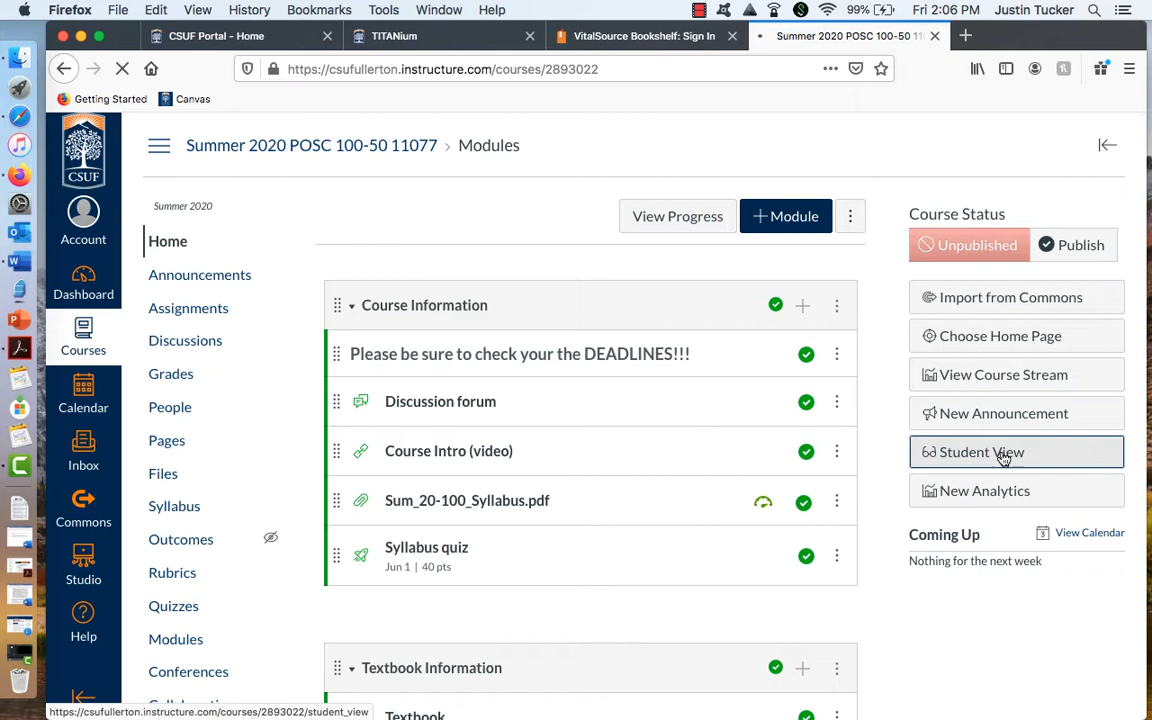 Firefox File Edit View History Bookmarks Tools Window Help 99% Fri 2:06 PM Justin Tucker
CSUF Portal - Home
TITANium
VitalSource Bookshelf: Sign In
Summer 2020 POSC 100-50 11
https://csufullerton.instructure.com/courses/2893022
Getting Started Canvas
CSUF
Account
Dashboard
Courses
Calendar
Inbox
Commons
Studio
Help
Summer 2020 POSC 100-50 11077 > Modules
Summer 2020
Home
Announcements
Assignments
Discussions
Grades
People
Pages
Files
Syllabus
Outcomes
Rubrics
Quizzes
Modules
Conferences
View Progress
+ Module
Course Information
Please be sure to check your the DEADLINES!!!
Discussion forum
Course Intro (video)
Sum_20-100_Syllabus.pdf
Syllabus quiz
Jun 1 | 40 pts
Textbook Information
Textbook
Course Status
Unpublished
Publish
Import from Commons
Choose Home Page
View Course Stream
New Announcement
Student View
New Analytics
Coming Up
3 View Calendar
Nothing for the next week
https://csufullerton.instructure.com/courses/2893022/student_view